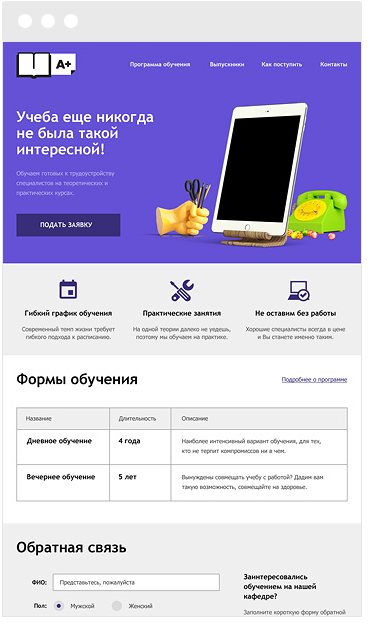 A+
Программа обучения Выпускники Как поступить Контакты
Учеба еще никогда
не была такой
интересной!
Обучаем готовых к трудоустройству
специалистов на теоретических и
практических курсах.
ПОДАТЬ ЗАЯВКУ
Гибкий график обучения
Современный темп жизни требует
гибкого подхода к расписанию.
Практические занятия
На одной теории далеко не уедешь,
поэтому мы обучаем на практике.
Не оставим без работы
Хорошие специалисты всегда в цене
и Вы станете именно таким.
Формы обучения
Подробнее о программе
Название Длительность Описание
Дневное обучение 4 года Наиболее интенсивный вариант обучения, для тех,
кто не терпит компромиссов ни а чем.
Вечернее обучение 5 лет Вынуждены совмещать учебу с работой? Дадим вам
такую возможность, совмещайте на здоровье.
Обратная связь
ФИО: Представьтесь, пожалуйста
Пол: Мужской Женский
Заинтересовались
обучением на нашей
кафедре?
Заполните короткую форму обратной